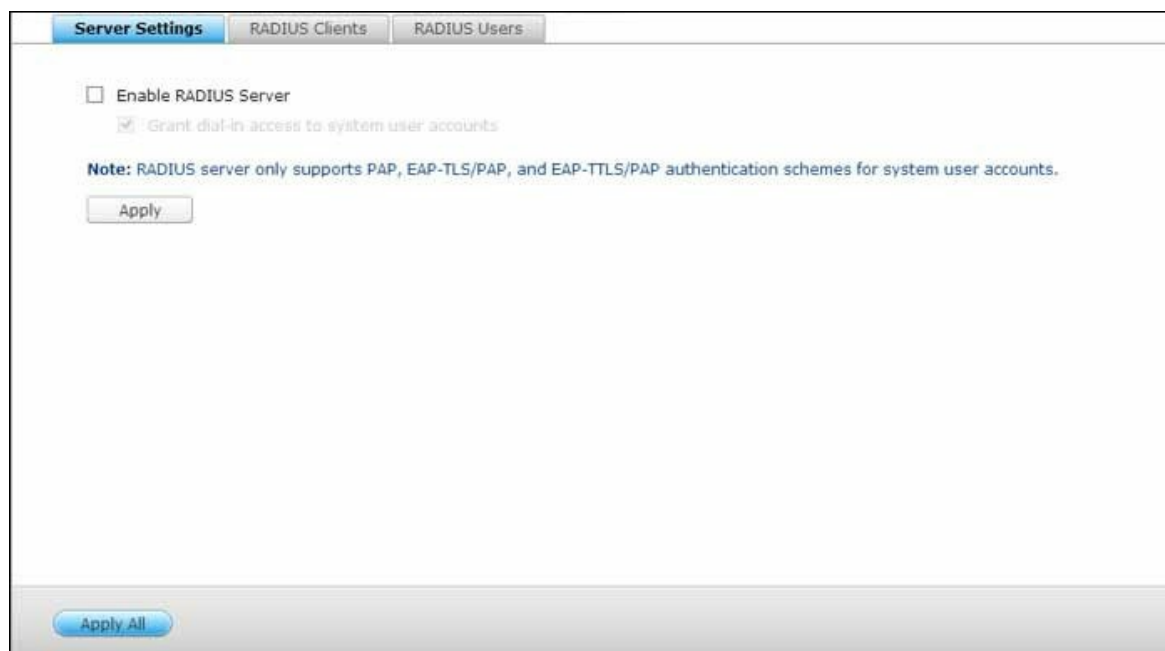 Server Settings RADIUS Clients RADIUS Users
Enable RADIUS Server
Grant dial-in access to system user accounts
Note: RADIUS server only supports PAP, EAP-TLS/PAP, and EAP-TTLS/PAP authentication schemes for system user accounts.
Apply
Apply All